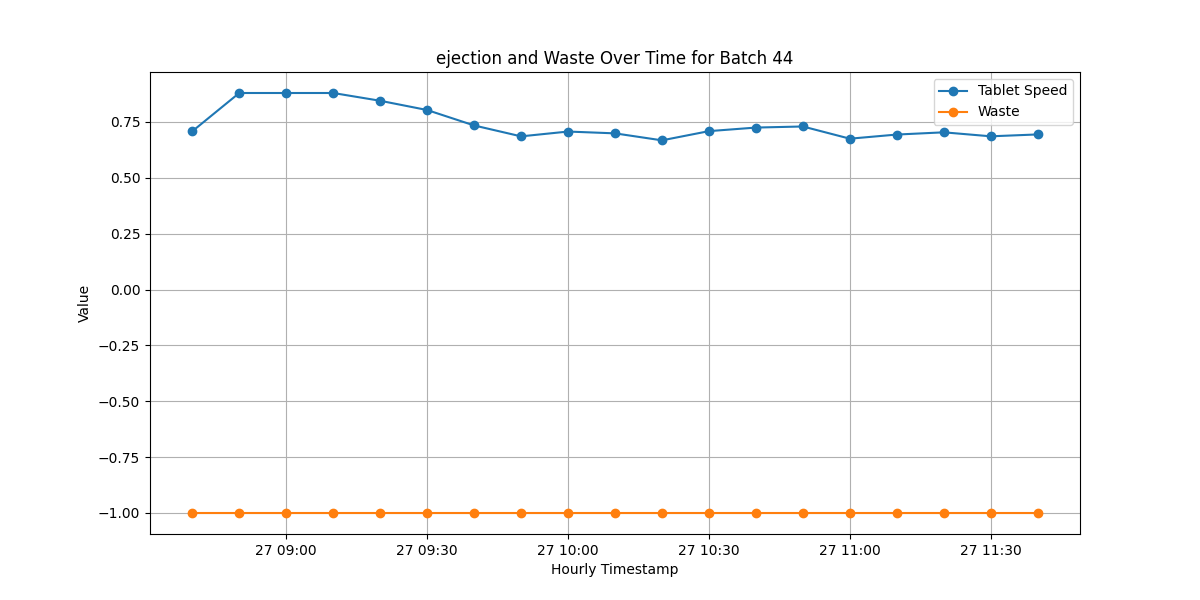 ejection and Waste Over Time for Batch 44
Tablet Speed
Waste
0.75
0.50
0.25
0.00
−0.25
−0.50
−0.75
−1.00
Value
27 09:00
27 09:30
27 10:00
27 10:30
27 11:00
27 11:30
Hourly Timestamp